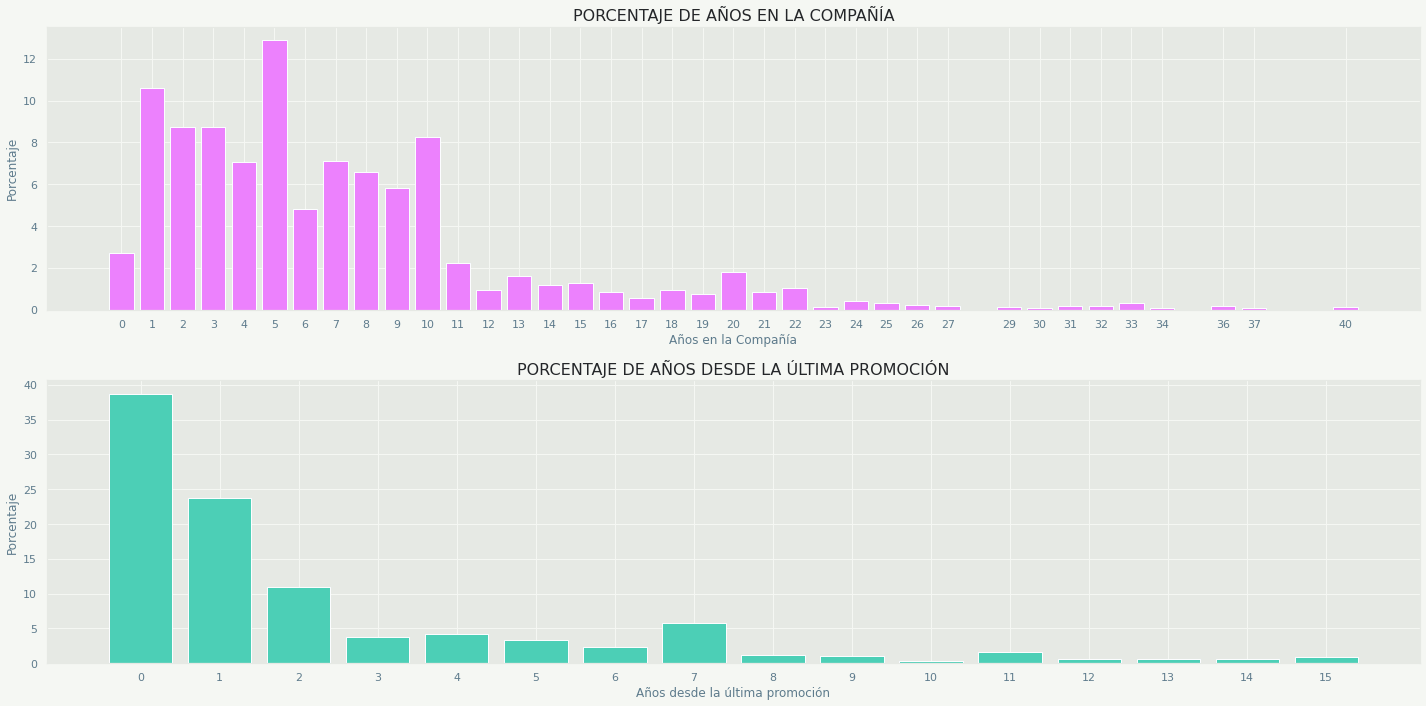 PORCENTAJE DE AÑOS EN LA COMPAÑÍA
12
10
8
6
4
2
0
Porcentaje
0 1 2 3 4 5 6 7 8 9 10 11 12 13 14 15 16 17 18 19 20 21 22 23 24 25 26 27 29 30 31 32 33 34 36 37 40
Años en la Compañía
PORCENTAJE DE AÑOS DESDE LA ÚLTIMA PROMOCIÓN
40
35
30
25
20
15
10
5
0
Porcentaje
0 1 2 3 4 5 6 7 8 9 10 11 12 13 14 15
Años desde la última promoción